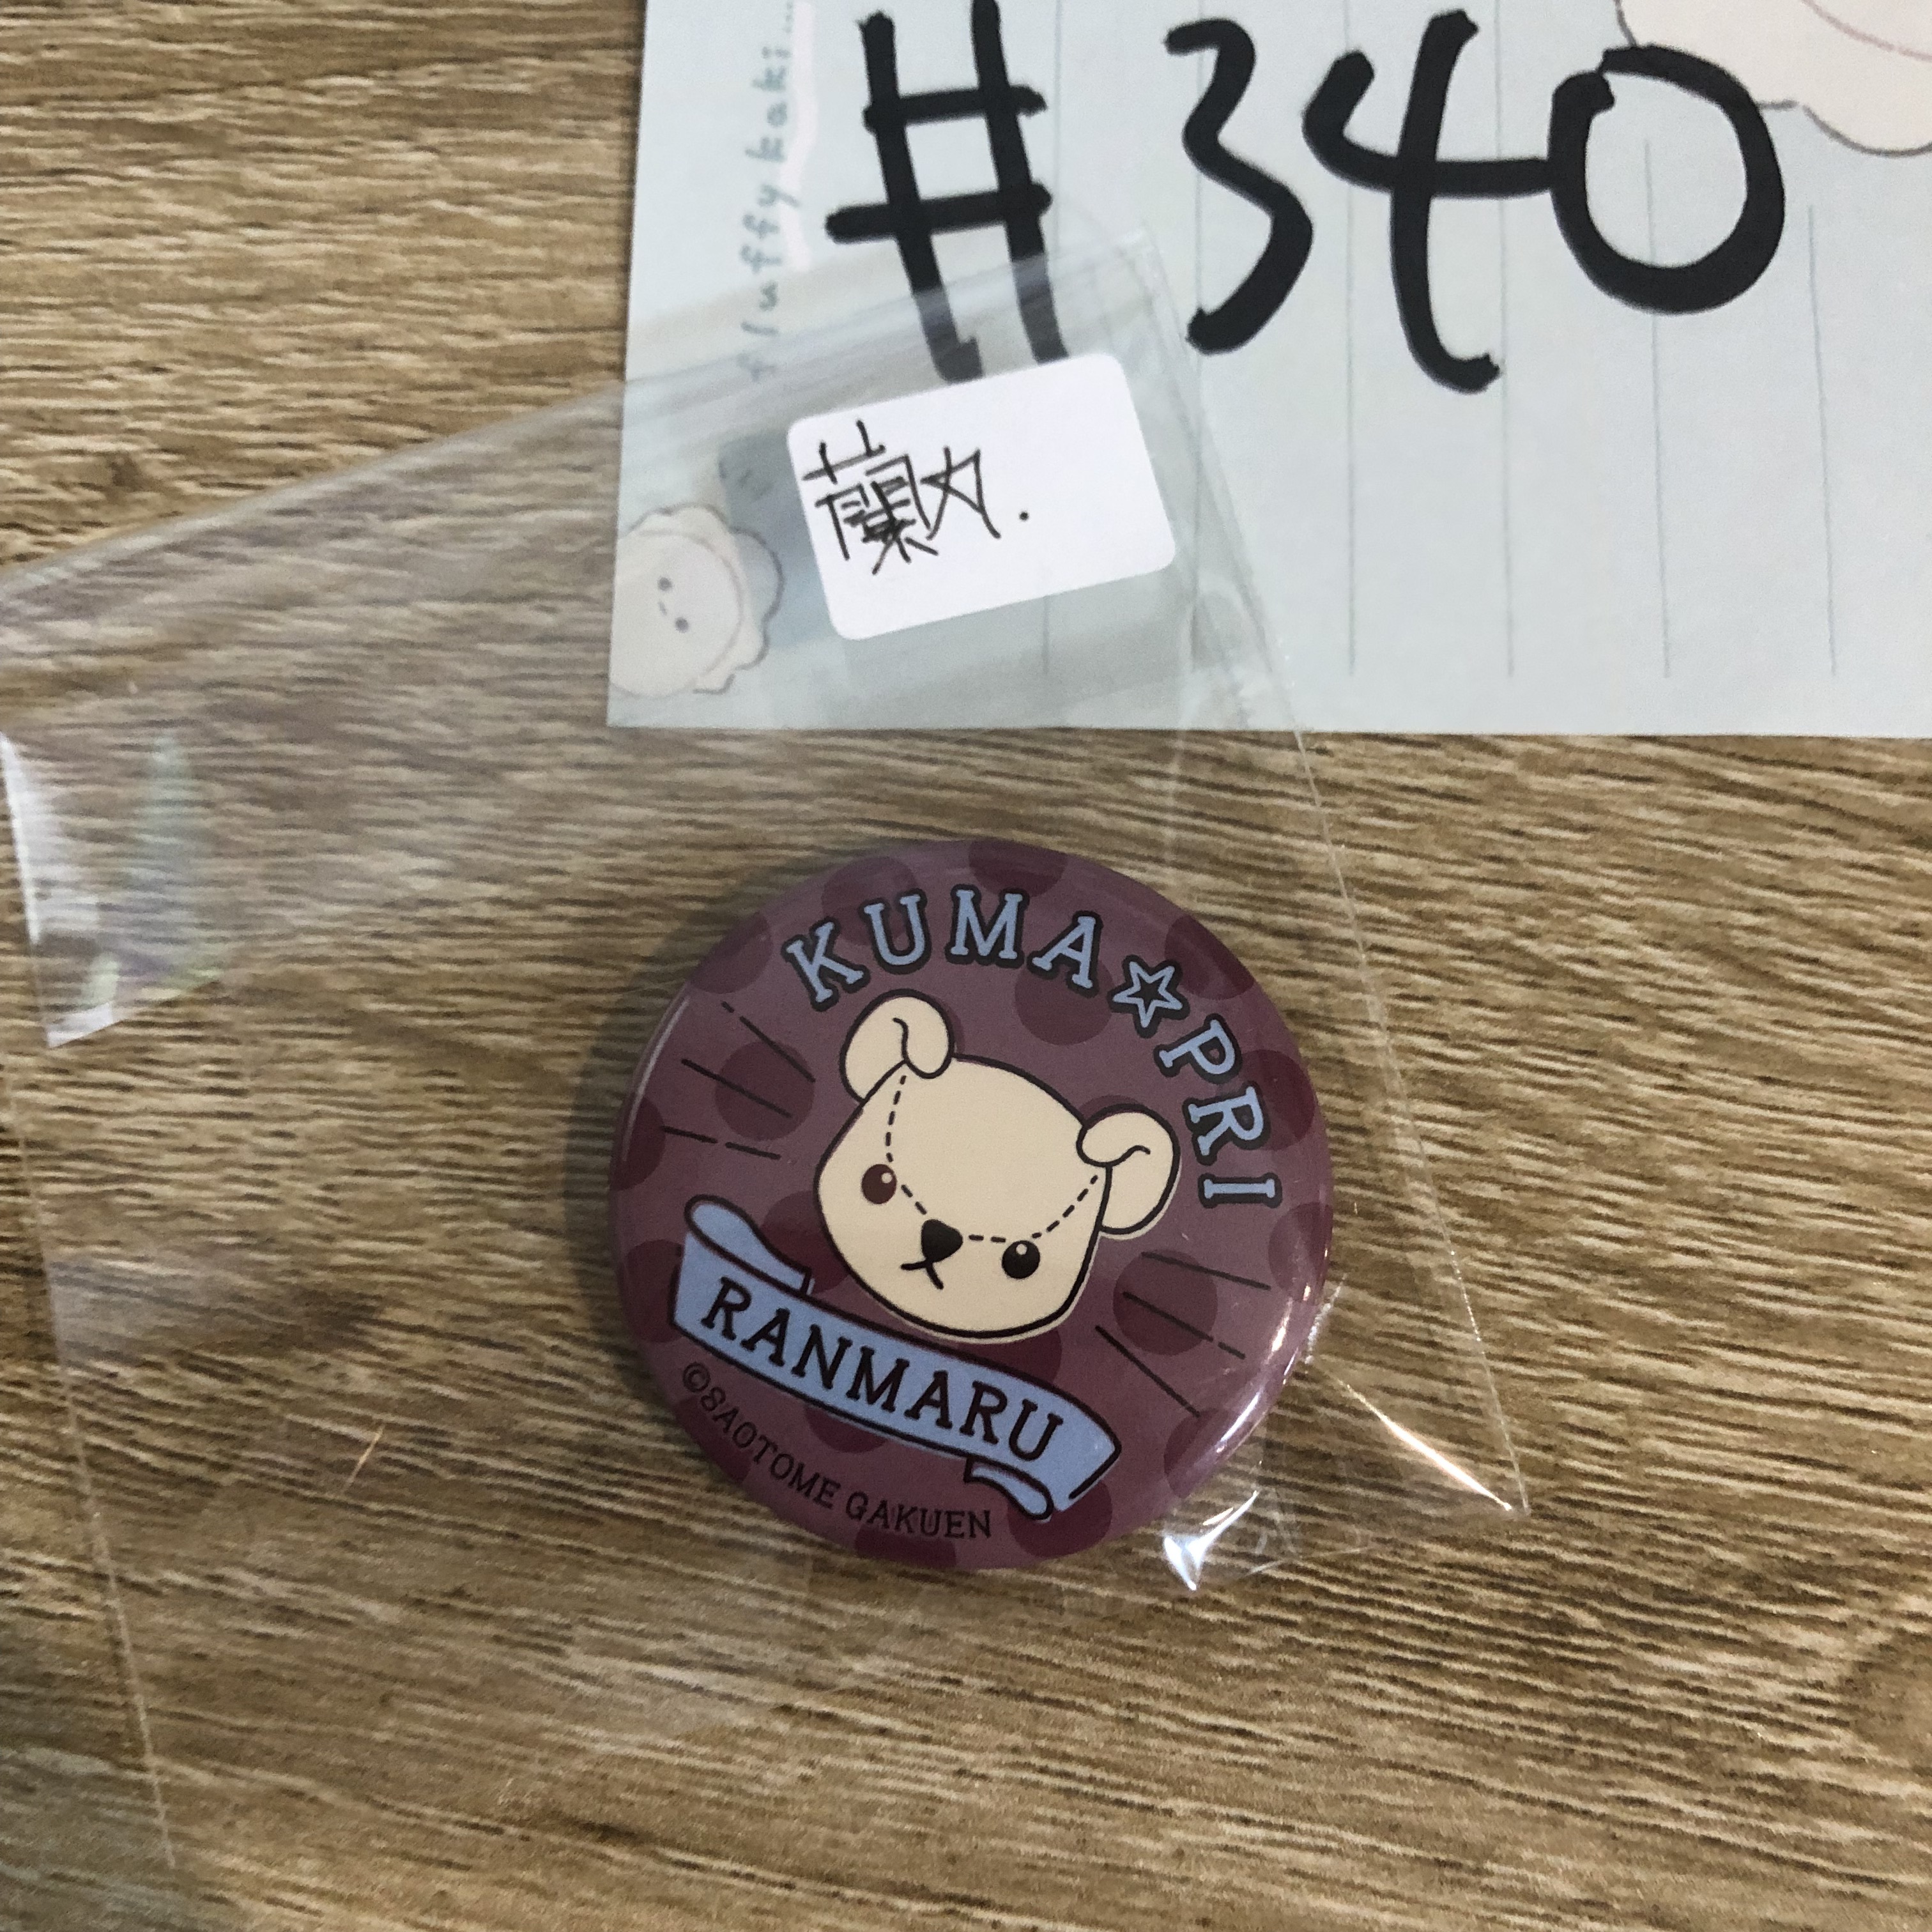 #340
fluffy kaki...
蘭丸.
KUMA☆PRI
RANMARU
©SAOTOME GAKUEN